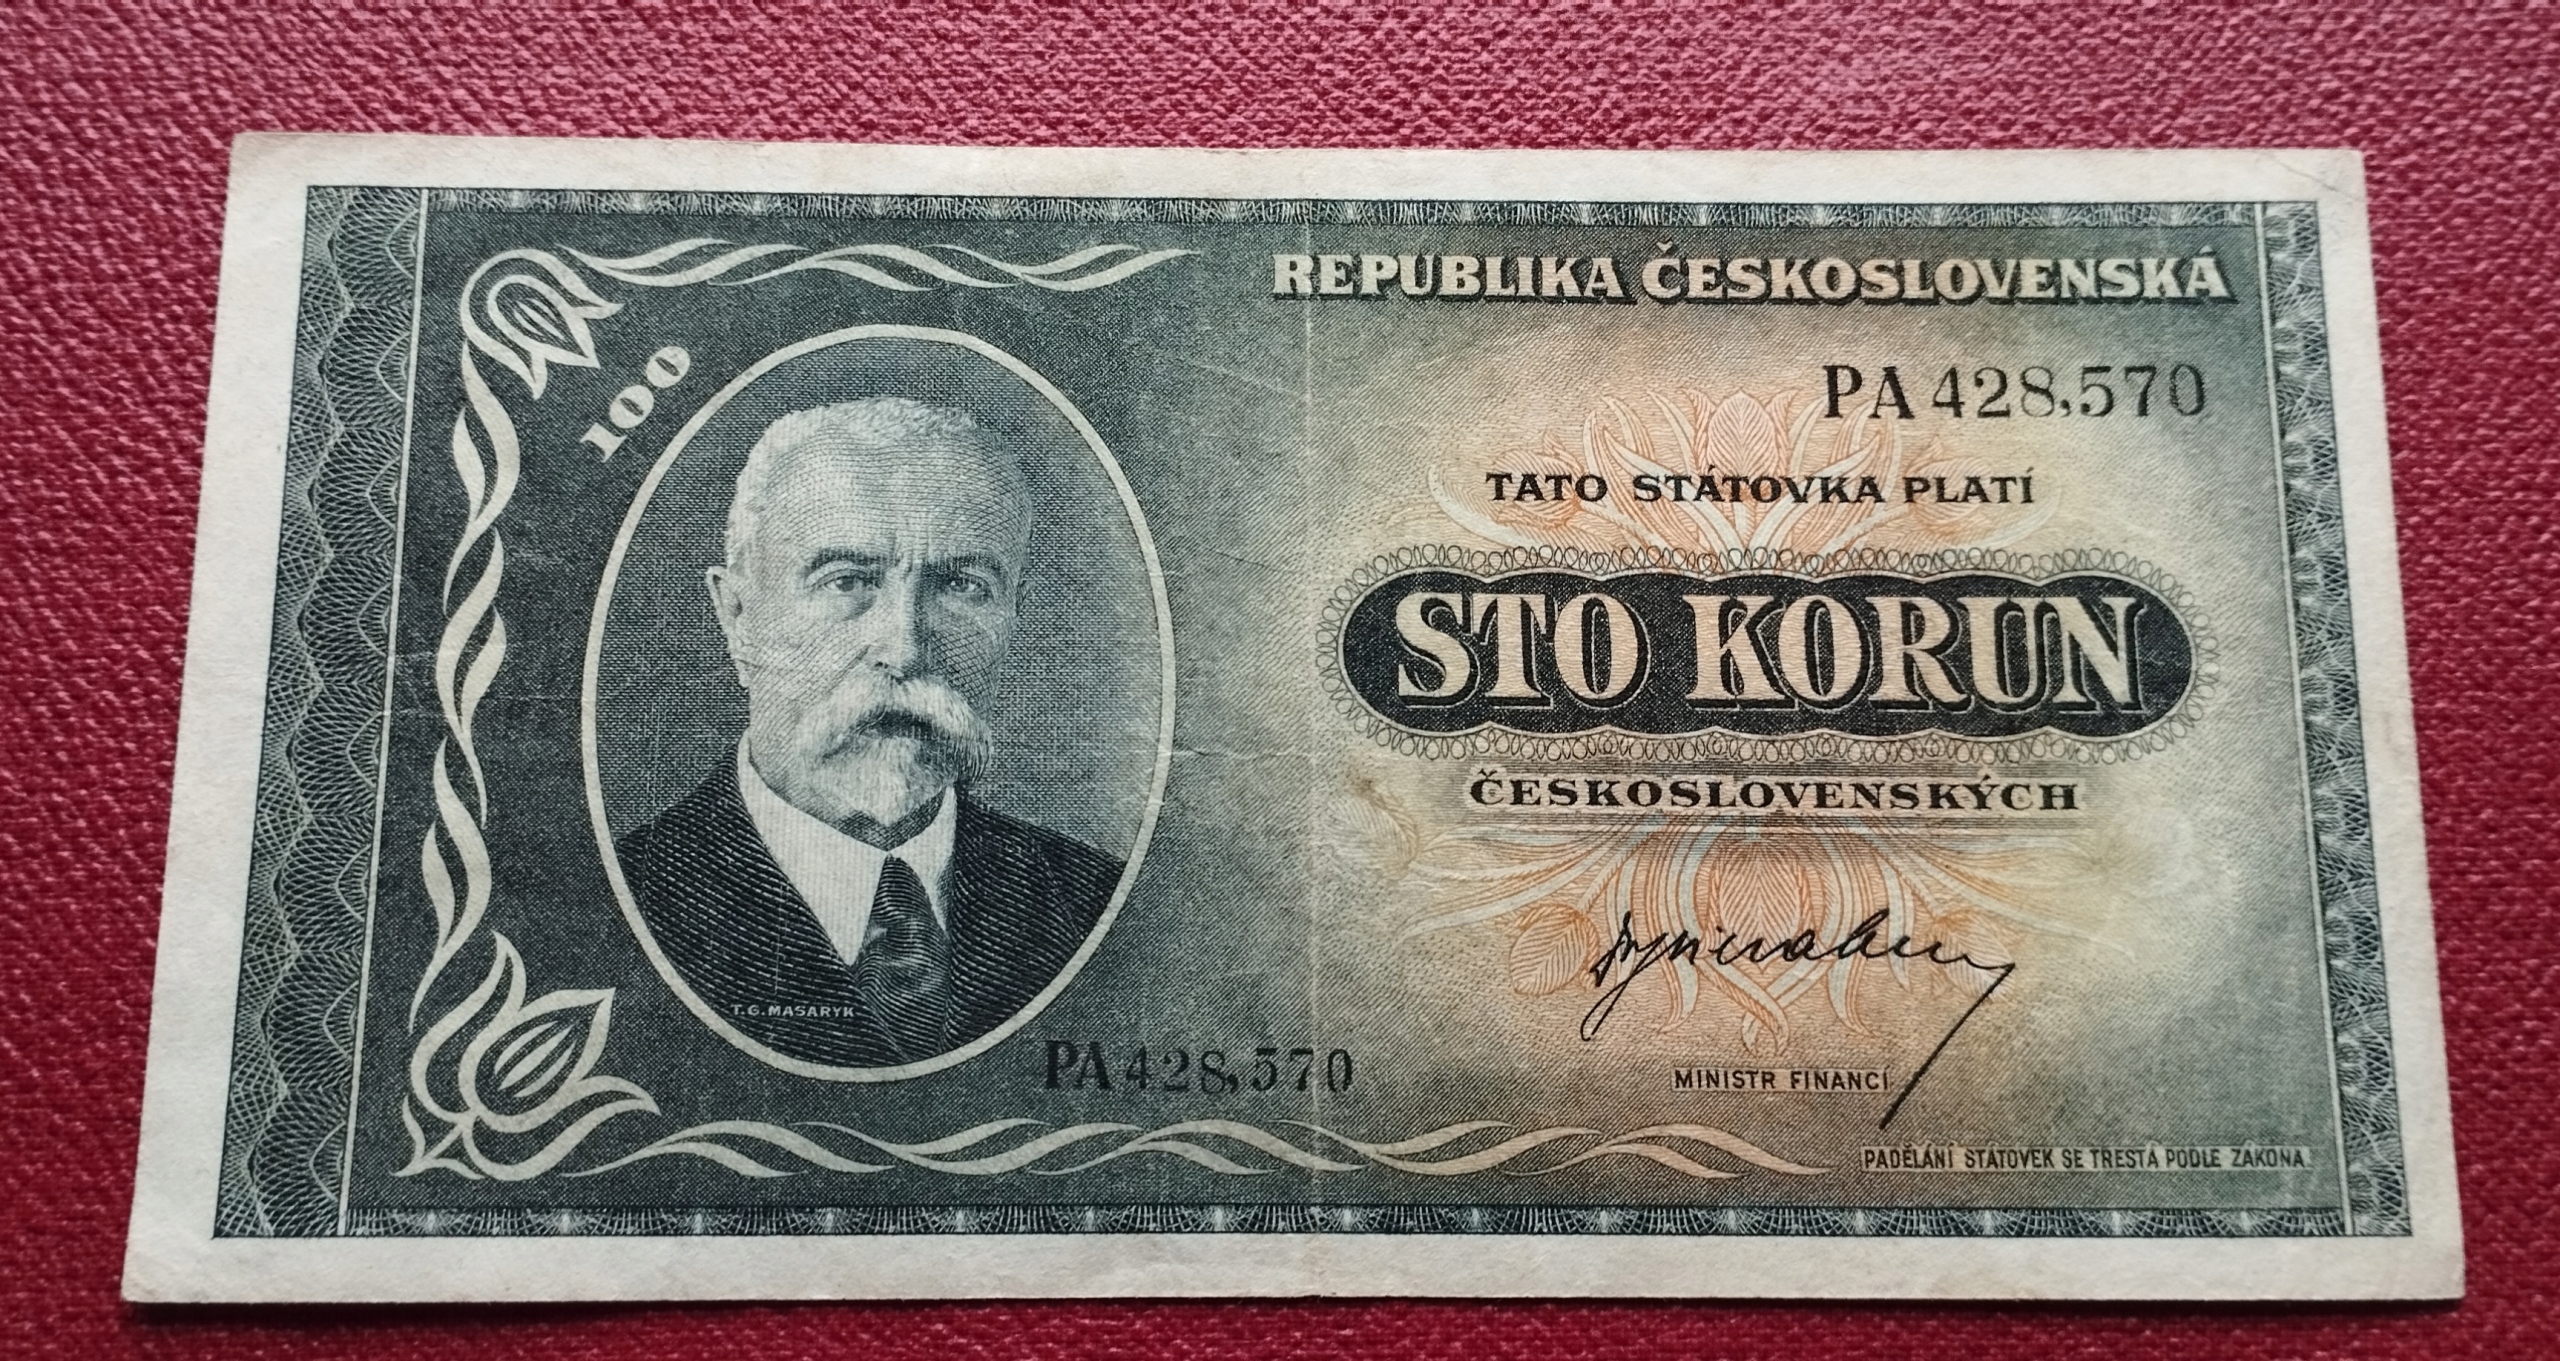 REPUBLIKA ČESKOSLOVENSKÁ
100
PA 428,570
TATO STÁTOVKA PLATÍ
STO KORUN
ČESKOSLOVENSKÝCH
T.G.MASARYK
PA 428,570
MINISTR FINANCÍ
PADĚLÁNÍ STÁTOVEK SE TRESTÁ PODLE ZÁKONA.